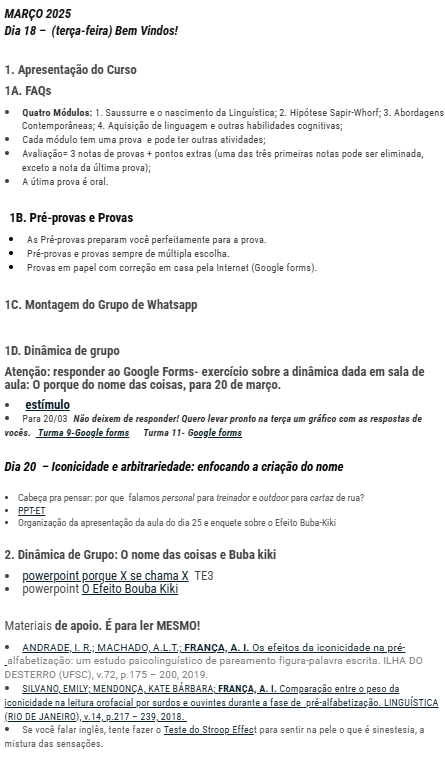 MARÇO 2025
Dia 18 – (terça-feira) Bem Vindos!
1. Apresentação do Curso
1A. FAQs
• Quatro Módulos: 1. Saussurre e o nascimento da Linguística; 2. Hipótese Sapir-Whorf; 3. Abordagens
Contemporâneas; 4. Aquisição de linguagem e outras habilidades cognitivas;
• Cada módulo tem uma prova e pode ter outras atividades;
• Avaliação= 3 notas de provas + pontos extras (uma das três primeiras notas pode ser eliminada,
exceto a nota da última prova);
• A útima prova é oral.
1B. Pré-provas e Provas
• As Pré-provas preparam você perfeitamente para a prova.
• Pré-provas e provas sempre de múltipla escolha.
• Provas em papel com correção em casa pela Internet (Google forms).
1C. Montagem do Grupo de Whatsapp
1D. Dinâmica de grupo
Atenção: responder ao Google Forms- exercício sobre a dinâmica dada em sala de
aula: O porque do nome das coisas, para 20 de março.
• estímulo
• Para 20/03 Não deixem de responder! Quero levar pronto na terça um gráfico com as respostas de
vocês. Turma 9-Google forms Turma 11- Google forms
Dia 20 – Iconicidade e arbitrariedade: enfocando a criação do nome
• Cabeça pra pensar: por que falamos personal para treinador e outdoor para cartaz de rua?
• PPT-ET
• Organização da apresentação da aula do dia 25 e enquete sobre o Efeito Buba-Kiki
2. Dinâmica de Grupo: O nome das coisas e Buba kiki
• powerpoint porque X se chama X TE3
• powerpoint O Efeito Bouba Kiki
Materiais de apoio. É para ler MESMO!
• ANDRADE, I. R.; MACHADO, A.L.T.; FRANÇA, A. I. Os efeitos da iconicidade na pré-
alfabetização: um estudo psicolinguístico de pareamento figura-palavra escrita. ILHA DO
DESTERRO (UFSC), v.72, p.175 – 200, 2019.
• SILVANO, EMILY; MENDONÇA, KATE BÁRBARA; FRANÇA, A. I. Comparação entre o peso da
iconicidade na leitura orofacial por surdos e ouvintes durante a fase de pré-alfabetização. LINGUÍSTICA
(RIO DE JANEIRO), v.14, p.217 – 239, 2018.
• Se você falar inglês, tente fazer o Teste do Stroop Effect para sentir na pele o que é sinestesia, a
mistura das sensações.